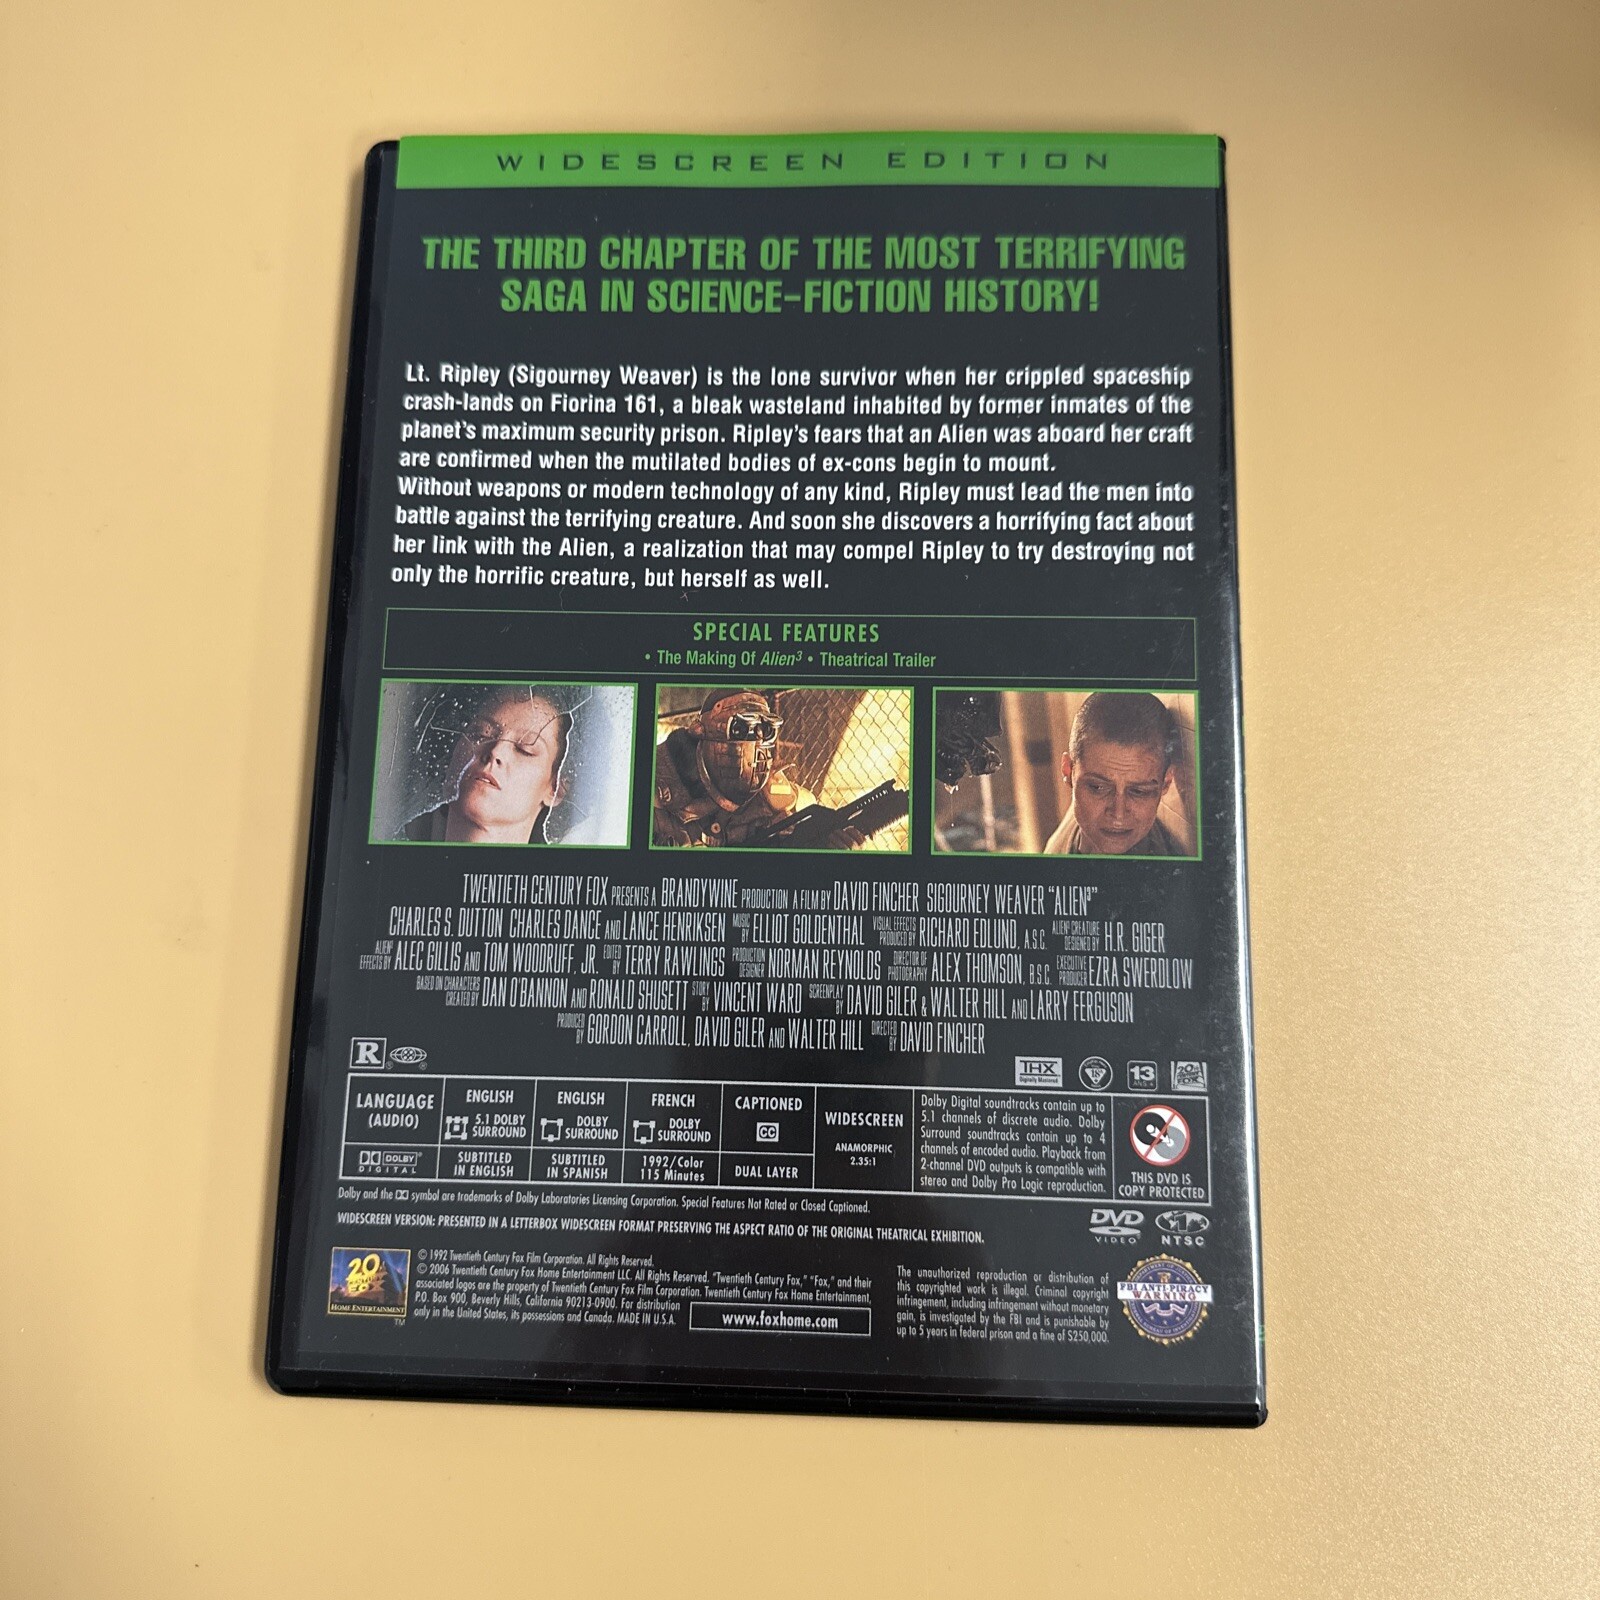 WIDESCREEN EDITION
THE THIRD CHAPTER OF THE MOST TERRIFYING
SAGA IN SCIENCE-FICTION HISTORY!
Lt. Ripley (Sigourney Weaver) is the lone survivor when her crippled spaceship
crash-lands on Fiorina 161, a bleak wasteland inhabited by former inmates of the
planet's maximum security prison. Ripley's fears that an Alien was aboard her craft
are confirmed when the mutilated bodies of ex-cons begin to mount.
Without weapons or modern technology of any kind, Ripley must lead the men into
battle against the terrifying creature. And soon she discovers a horrifying fact about
her link with the Alien, a realization that may compel Ripley to try destroying not
only the horrific creature, but herself as well.
SPECIAL FEATURES
• The Making Of Alien³ • Theatrical Trailer
TWENTIETH CENTURY FOX PRESENTS A BRANDYWINE PRODUCTION A FILM BY DAVID FINCHER SIGOURNEY WEAVER "ALIEN³"
CHARLES S. DUTTON CHARLES DANCE AND LANCE HENRIKSEN MUSIC BY ELLIOT GOLDENTHAL VISUAL EFFECTS PRODUCED BY RICHARD EDLUND, A.S.C. ALIEN³ CREATURE DESIGNED BY H.R. GIGER
ALIEN³ EFFECTS BY ALEC GILLIS AND TOM WOODRUFF, JR. EDITED BY TERRY RAWLINGS PRODUCTION DESIGNER NORMAN REYNOLDS DIRECTOR OF PHOTOGRAPHY ALEX THOMSON, B.S.C. EXECUTIVE PRODUCER EZRA SWERDLOW
BASED ON CHARACTERS CREATED BY DAN O'BANNON AND RONALD SHUSETT STORY BY VINCENT WARD SCREENPLAY BY DAVID GILER & WALTER HILL AND LARRY FERGUSON
PRODUCED BY GORDON CARROLL, DAVID GILER AND WALTER HILL DIRECTED BY DAVID FINCHER
R
THX
Digitally Mastered
18
13
ANS +
20th
CENTURY
FOX
LANGUAGE
(AUDIO)
DOLBY
DIGITAL
ENGLISH
5.1 DOLBY
SURROUND
SUBTITLED
IN ENGLISH
ENGLISH
DOLBY
SURROUND
SUBTITLED
IN SPANISH
FRENCH
DOLBY
SURROUND
1992/Color
115 Minutes
CAPTIONED
CC
DUAL LAYER
WIDESCREEN
ANAMORPHIC
2.35:1
Dolby Digital soundtracks contain up to
5.1 channels of discrete audio. Dolby
Surround soundtracks contain up to 4
channels of encoded audio. Playback from
2-channel DVD outputs is compatible with
stereo and Dolby Pro Logic reproduction.
THIS DVD IS
COPY PROTECTED
Dolby and the DD symbol are trademarks of Dolby Laboratories Licensing Corporation. Special Features Not Rated or Closed Captioned.
WIDESCREEN VERSION: PRESENTED IN A LETTERBOX WIDESCREEN FORMAT PRESERVING THE ASPECT RATIO OF THE ORIGINAL THEATRICAL EXHIBITION.
DVD
VIDEO
1
NTSC
20th
CENTURY
FOX
HOME ENTERTAINMENT
TM
© 1992 Twentieth Century Fox Film Corporation. All Rights Reserved.
© 2006 Twentieth Century Fox Home Entertainment LLC. All Rights Reserved. "Twentieth Century Fox," "Fox," and their
associated logos are the property of Twentieth Century Fox Film Corporation. Twentieth Century Fox Home Entertainment,
P.O. Box 900, Beverly Hills, California 90213-0900. For distribution
only in the United States, its possessions and Canada. MADE IN U.S.A.
www.foxhome.com
The unauthorized reproduction or distribution of
this copyrighted work is illegal. Criminal copyright
infringement, including infringement without monetary
gain, is investigated by the FBI and is punishable by
up to 5 years in federal prison and a fine of $250,000.
FBI ANTI-PIRACY
WARNING